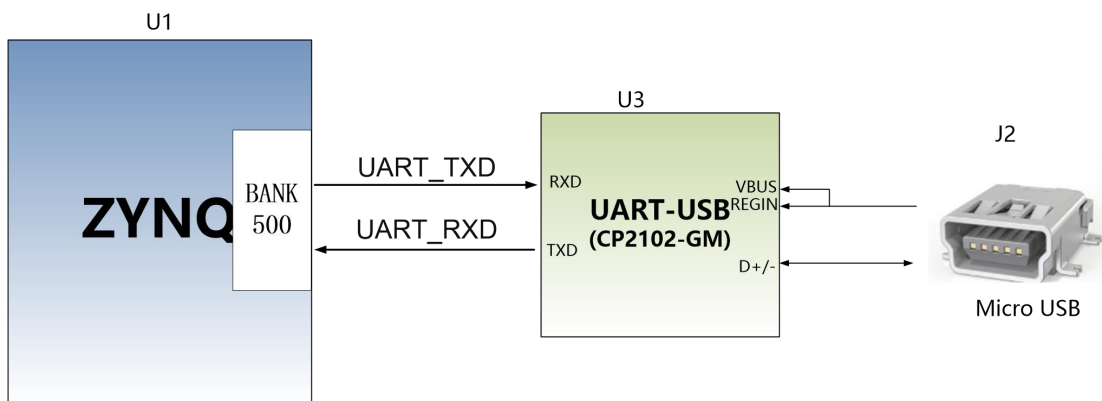 U1
U3
J2
ZYNQ
BANK
500
UART_TXD
UART_RXD
RXD
TXD
UART-USB
(CP2102-GM)
VBUS
REGIN
D+/-
Micro USB